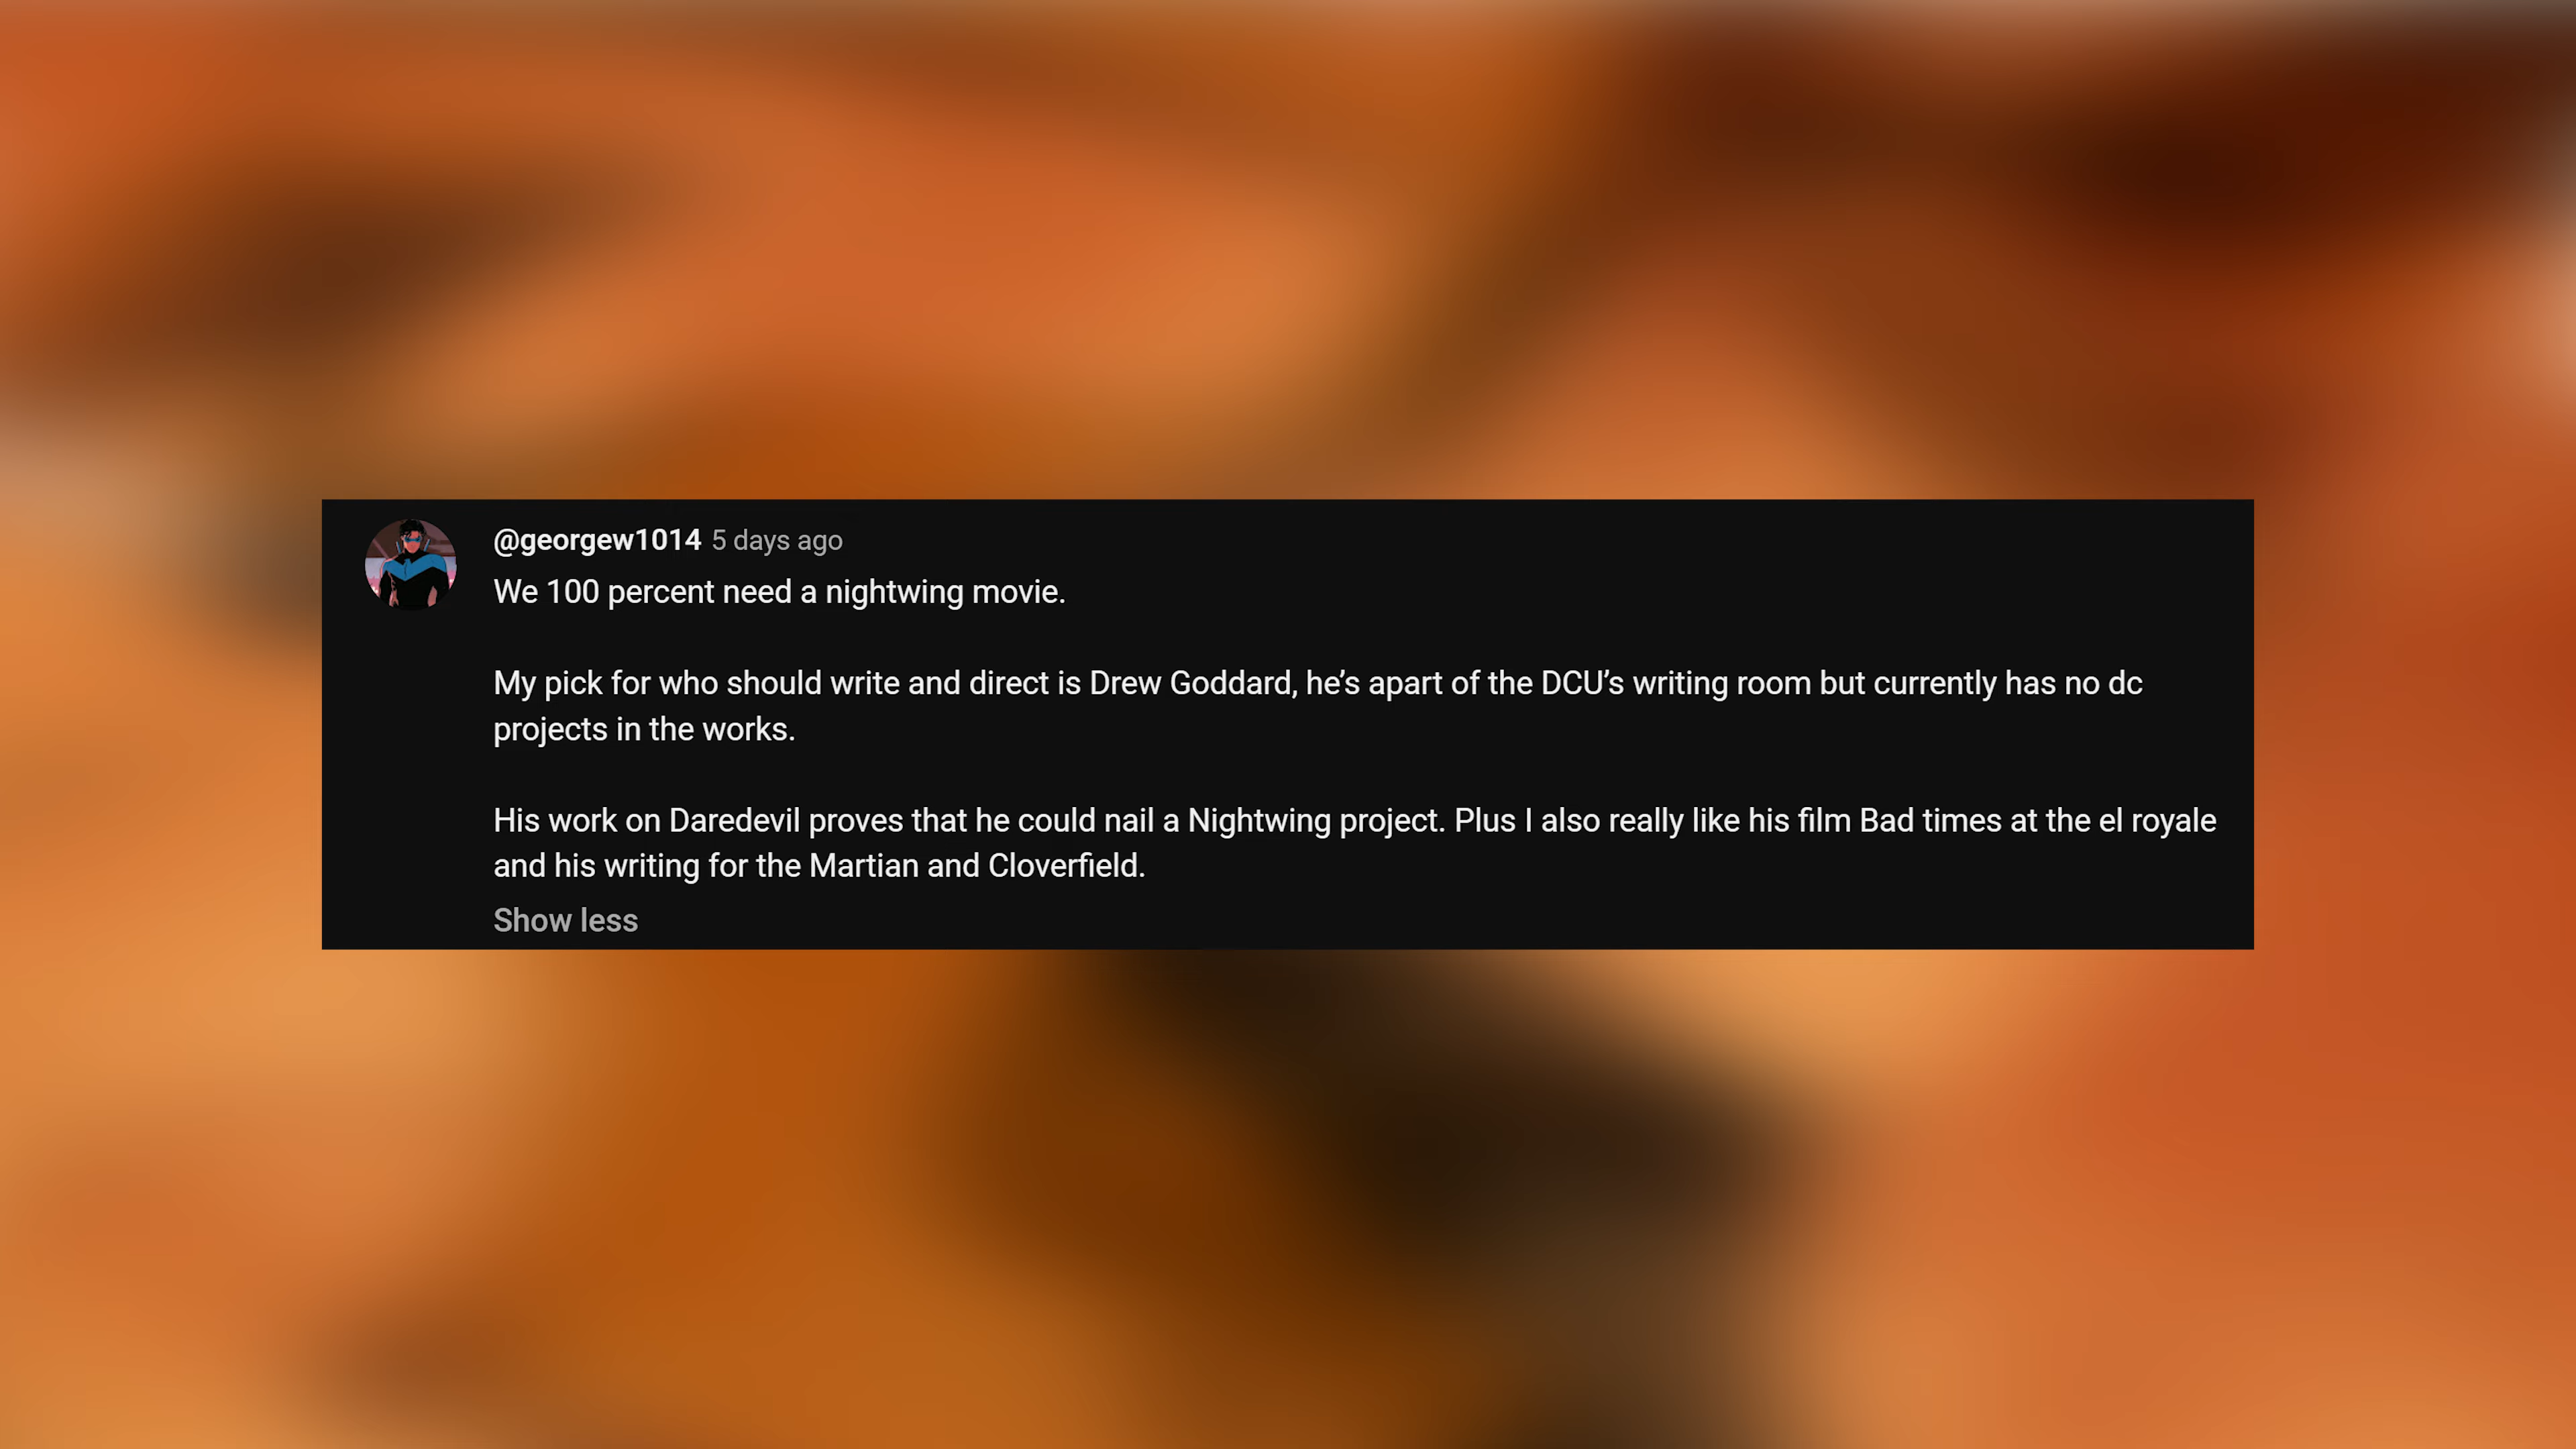 @georgew1014 5 days ago
We 100 percent need a nightwing movie.
My pick for who should write and direct is Drew Goddard, he’s apart of the DCU’s writing room but currently has no dc
projects in the works.
His work on Daredevil proves that he could nail a Nightwing project. Plus I also really like his film Bad times at the el royale
and his writing for the Martian and Cloverfield.
Show less